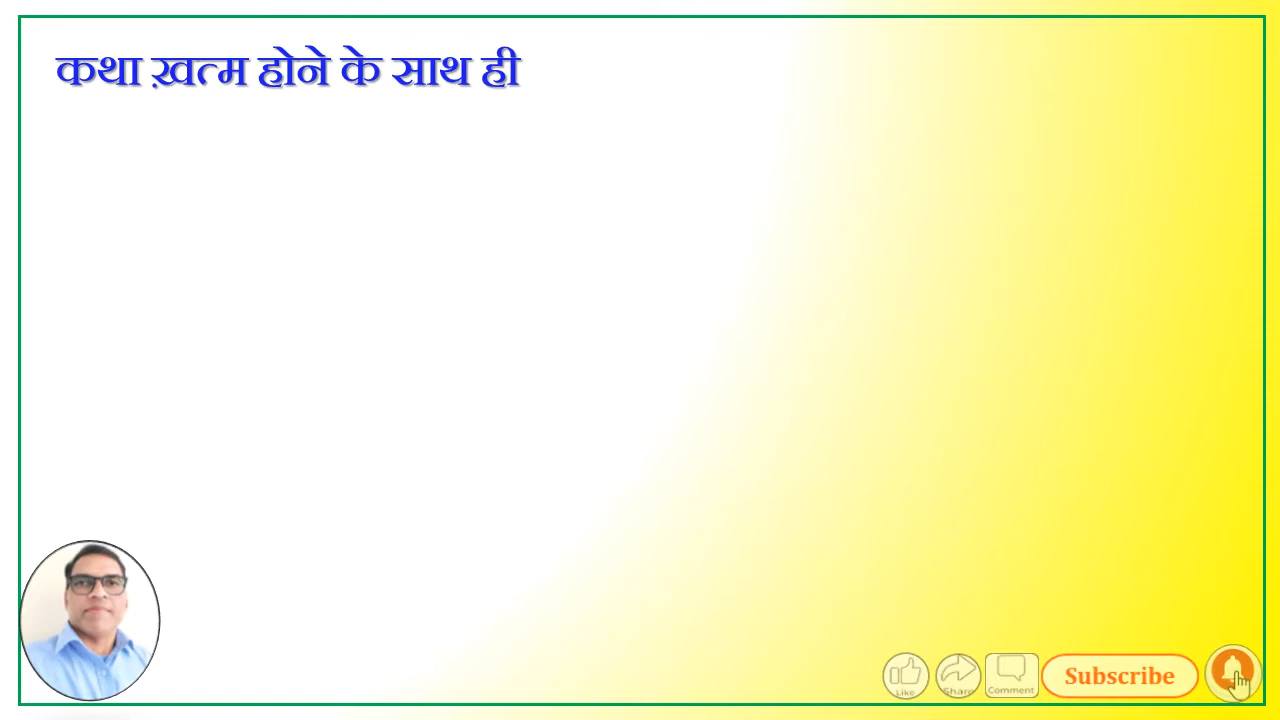 कथा ख़त्म होने के साथ ही
Like
Share
Comment
Subscribe